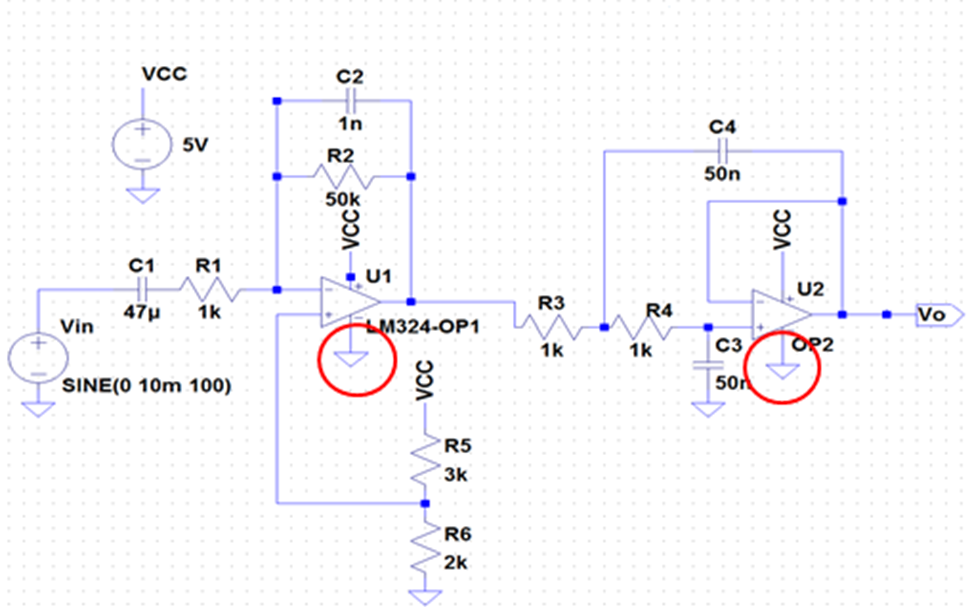 VCC
5V
C2
1n
R2
50k
VCC
C4
50n
VCC
C1
47µ
R1
1k
U1
LM324-OP1
Vin
SINE(0 10m 100)
R3
1k
R4
1k
U2
OP2
Vo
C3
50n
VCC
R5
3k
R6
2k